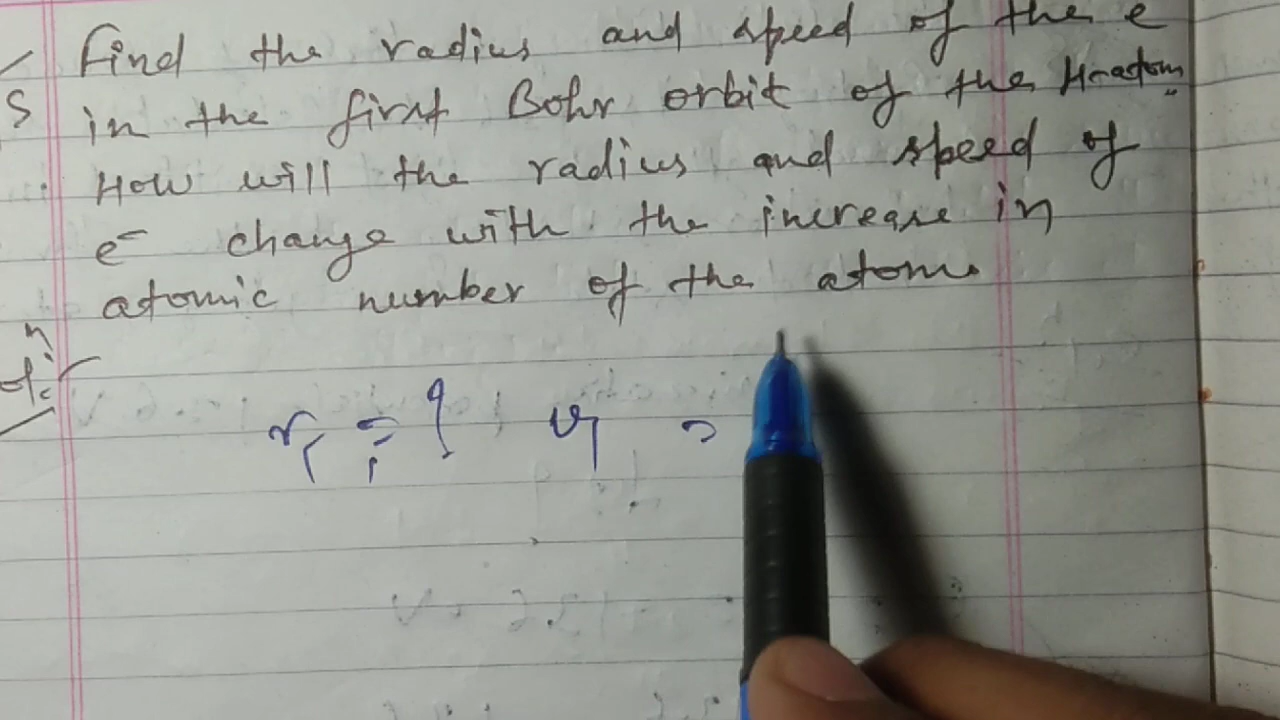 Find the radius and speed of the e
S in the first Bohr orbit of the H-atom
How will the radius and speed of
e⁻ change with the increase in
atomic number of the atom.
r₁ = ? , v₁ =